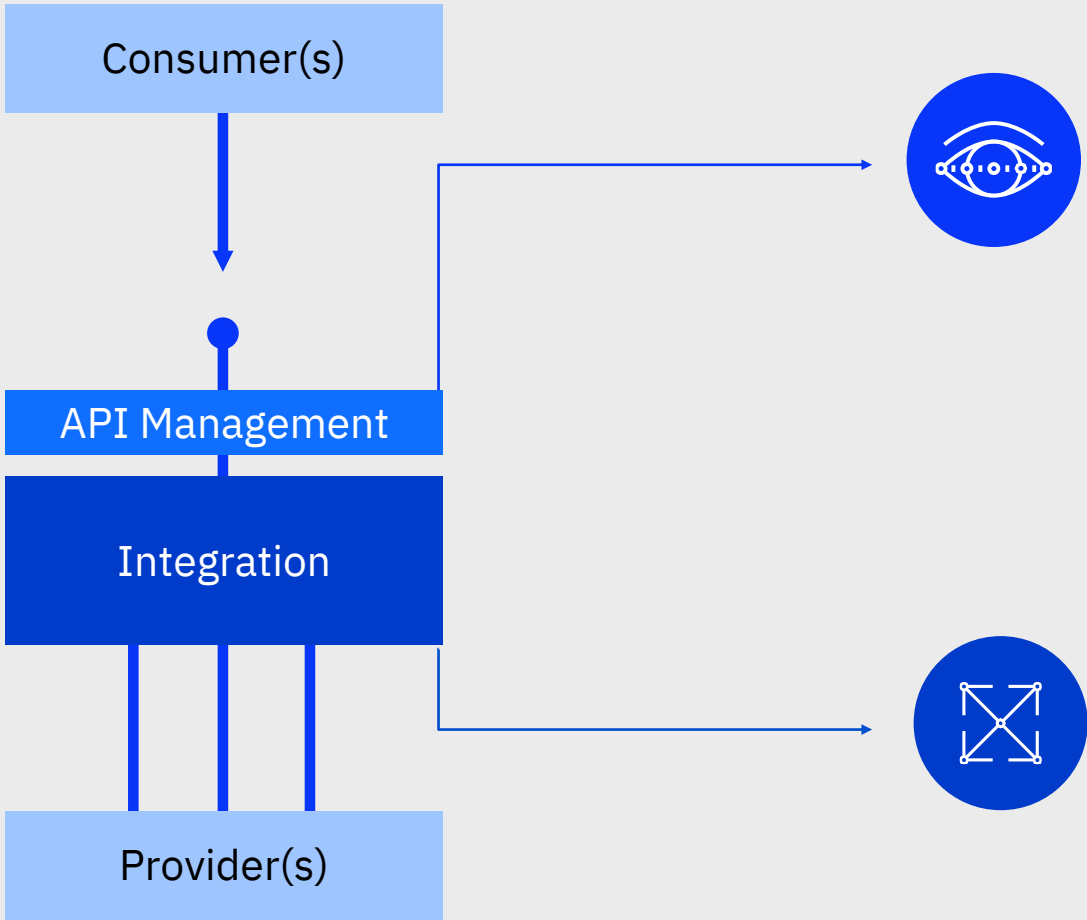 Consumer(s)
API Management
Integration
Provider(s)